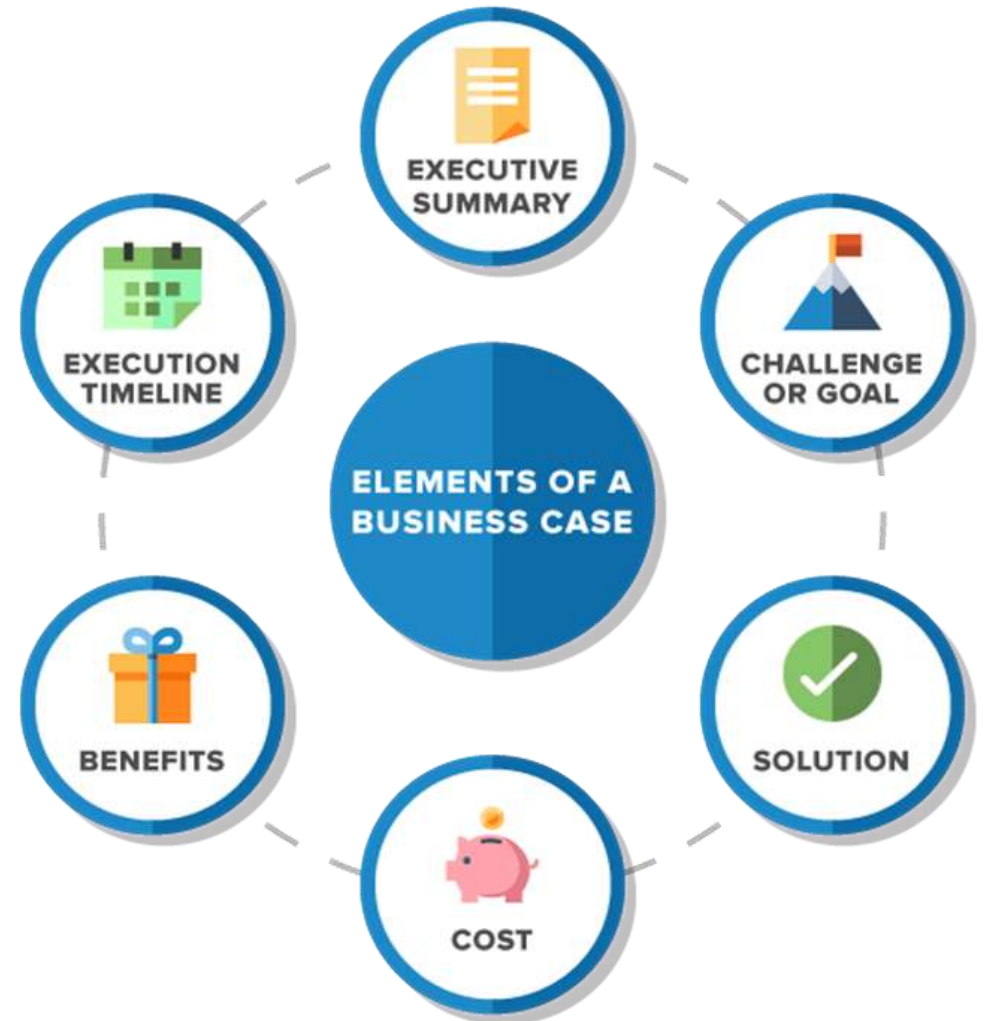 EXECUTIVE
SUMMARY
CHALLENGE
OR GOAL
SOLUTION
COST
BENEFITS
EXECUTION
TIMELINE
ELEMENTS OF A
BUSINESS CASE